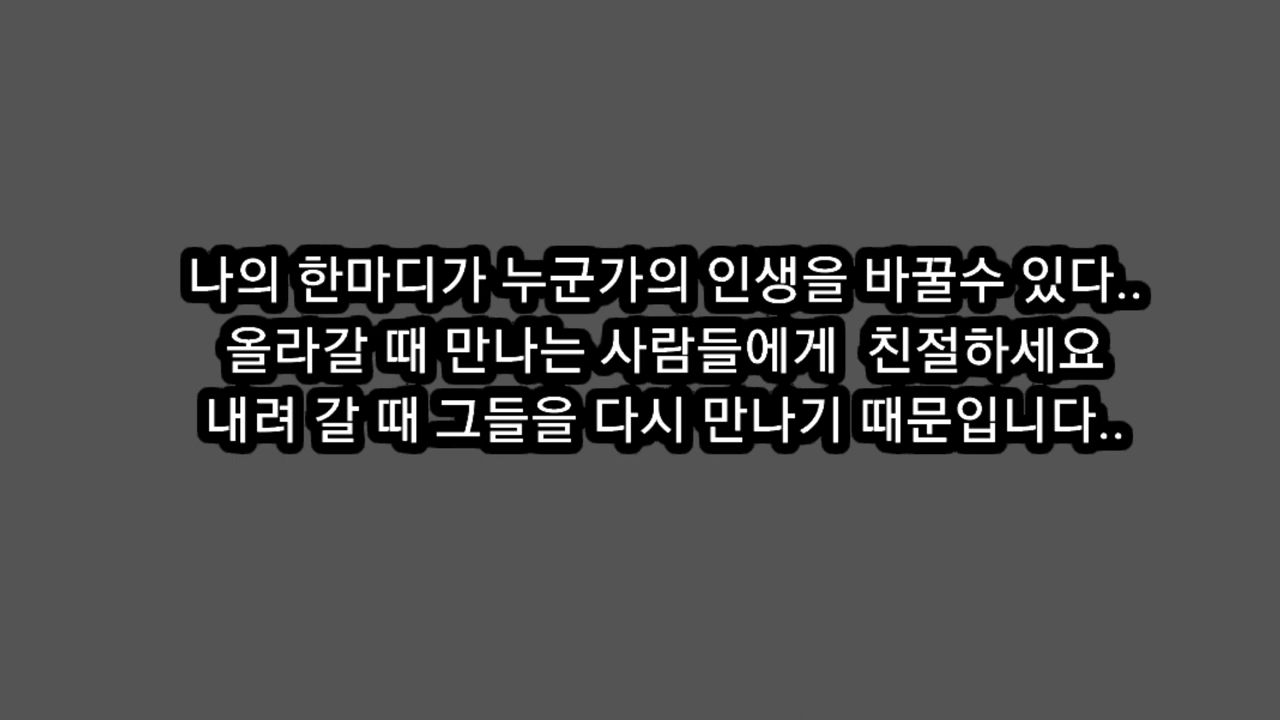 나의 한마디가 누군가의 인생을 바꿀수 있다..
올라갈 때 만나는 사람들에게  친절하세요
내려 갈 때 그들을 다시 만나기 때문입니다..